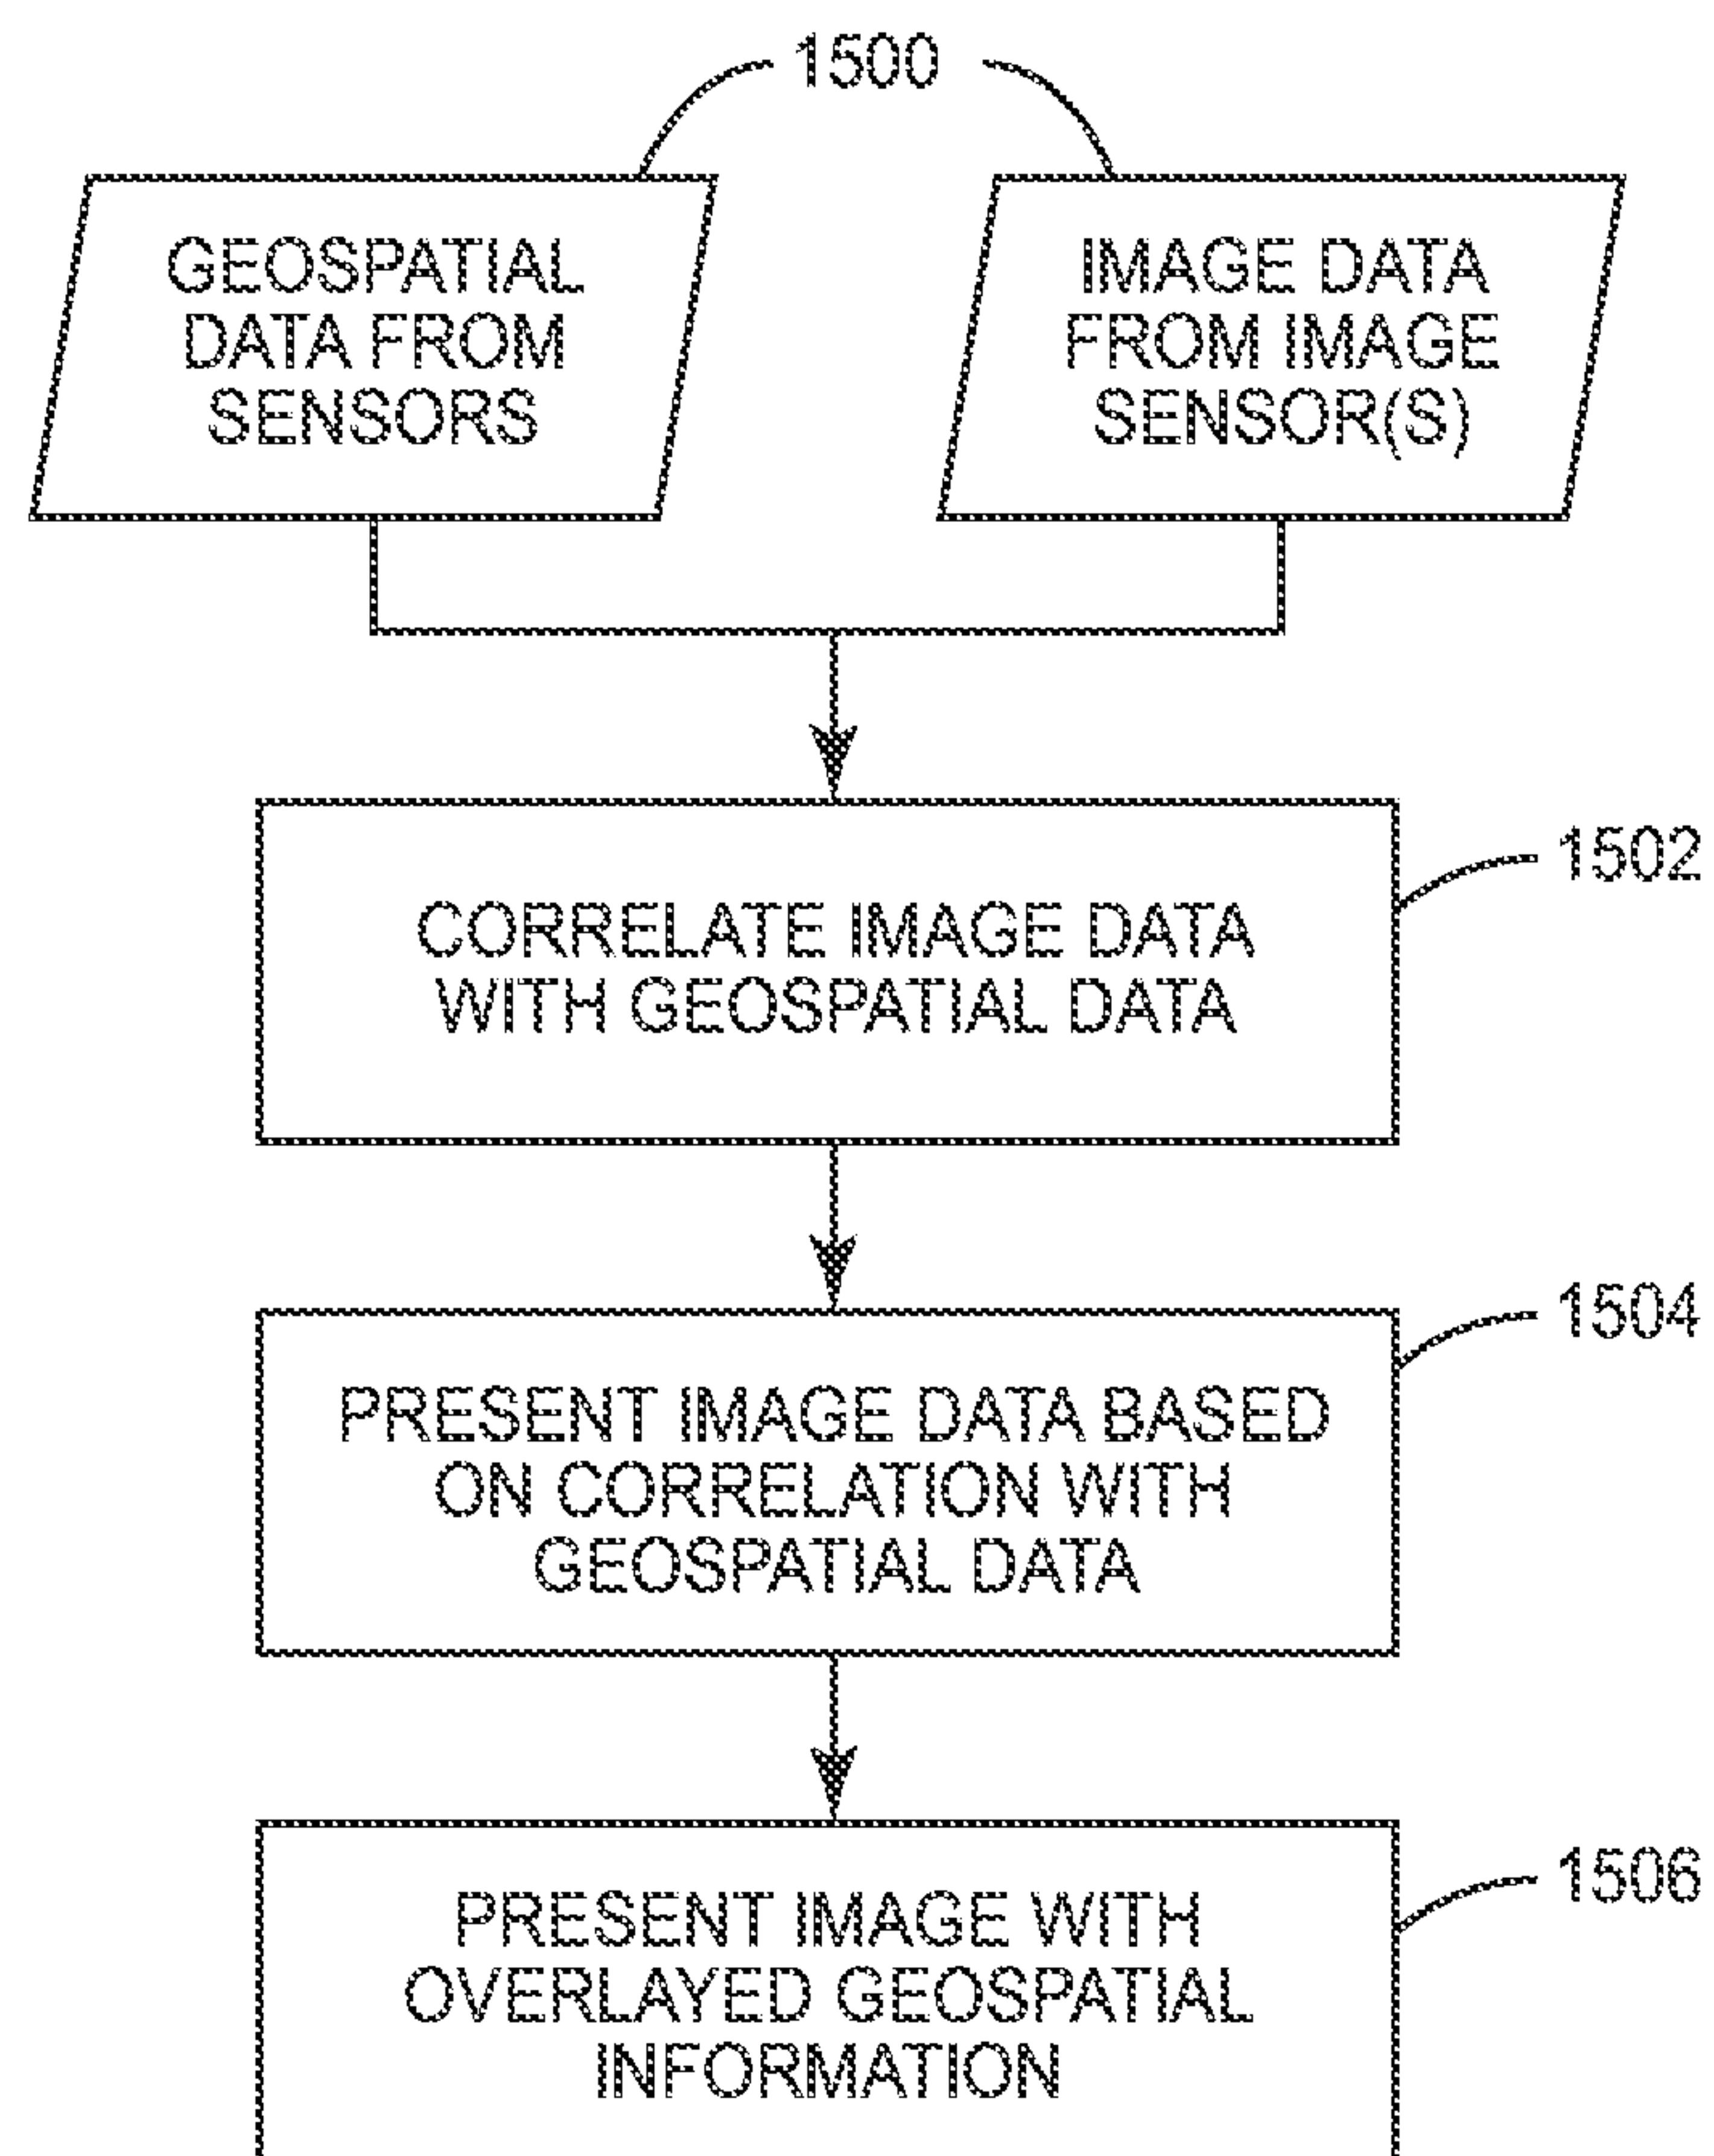 1500
GEOSPATIAL
DATA FROM
SENSORS
IMAGE DATA
FROM IMAGE
SENSOR(S)
1502
CORRELATE IMAGE DATA
WITH GEOSPATIAL DATA
1504
PRESENT IMAGE DATA BASED
ON CORRELATION WITH
GEOSPATIAL DATA
1506
PRESENT IMAGE WITH
OVERLAYED GEOSPATIAL
INFORMATION